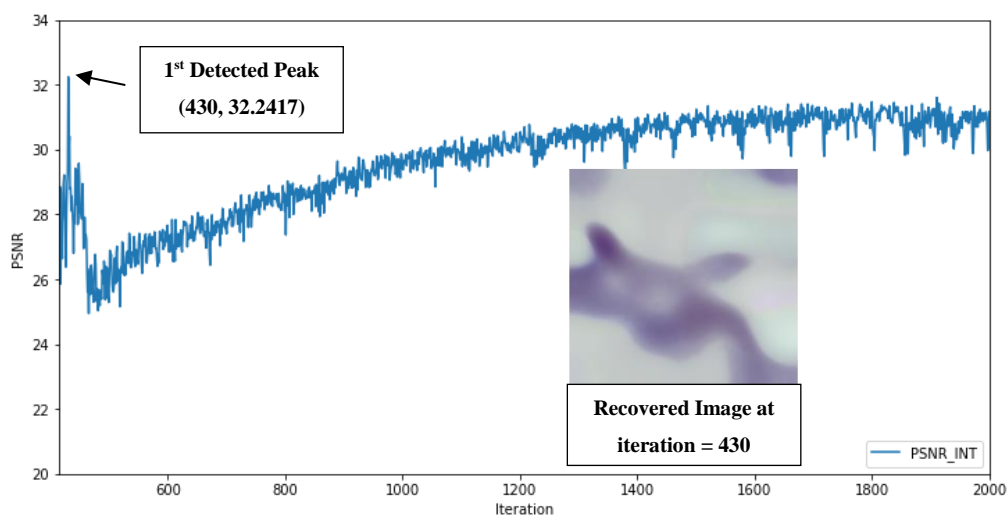 34
32
30
28
26
24
22
20
PSNR
1st Detected Peak
(430, 32.2417)
Recovered Image at
iteration = 430
PSNR_INT
600
800
1000
1200
1400
1600
1800
2000
Iteration